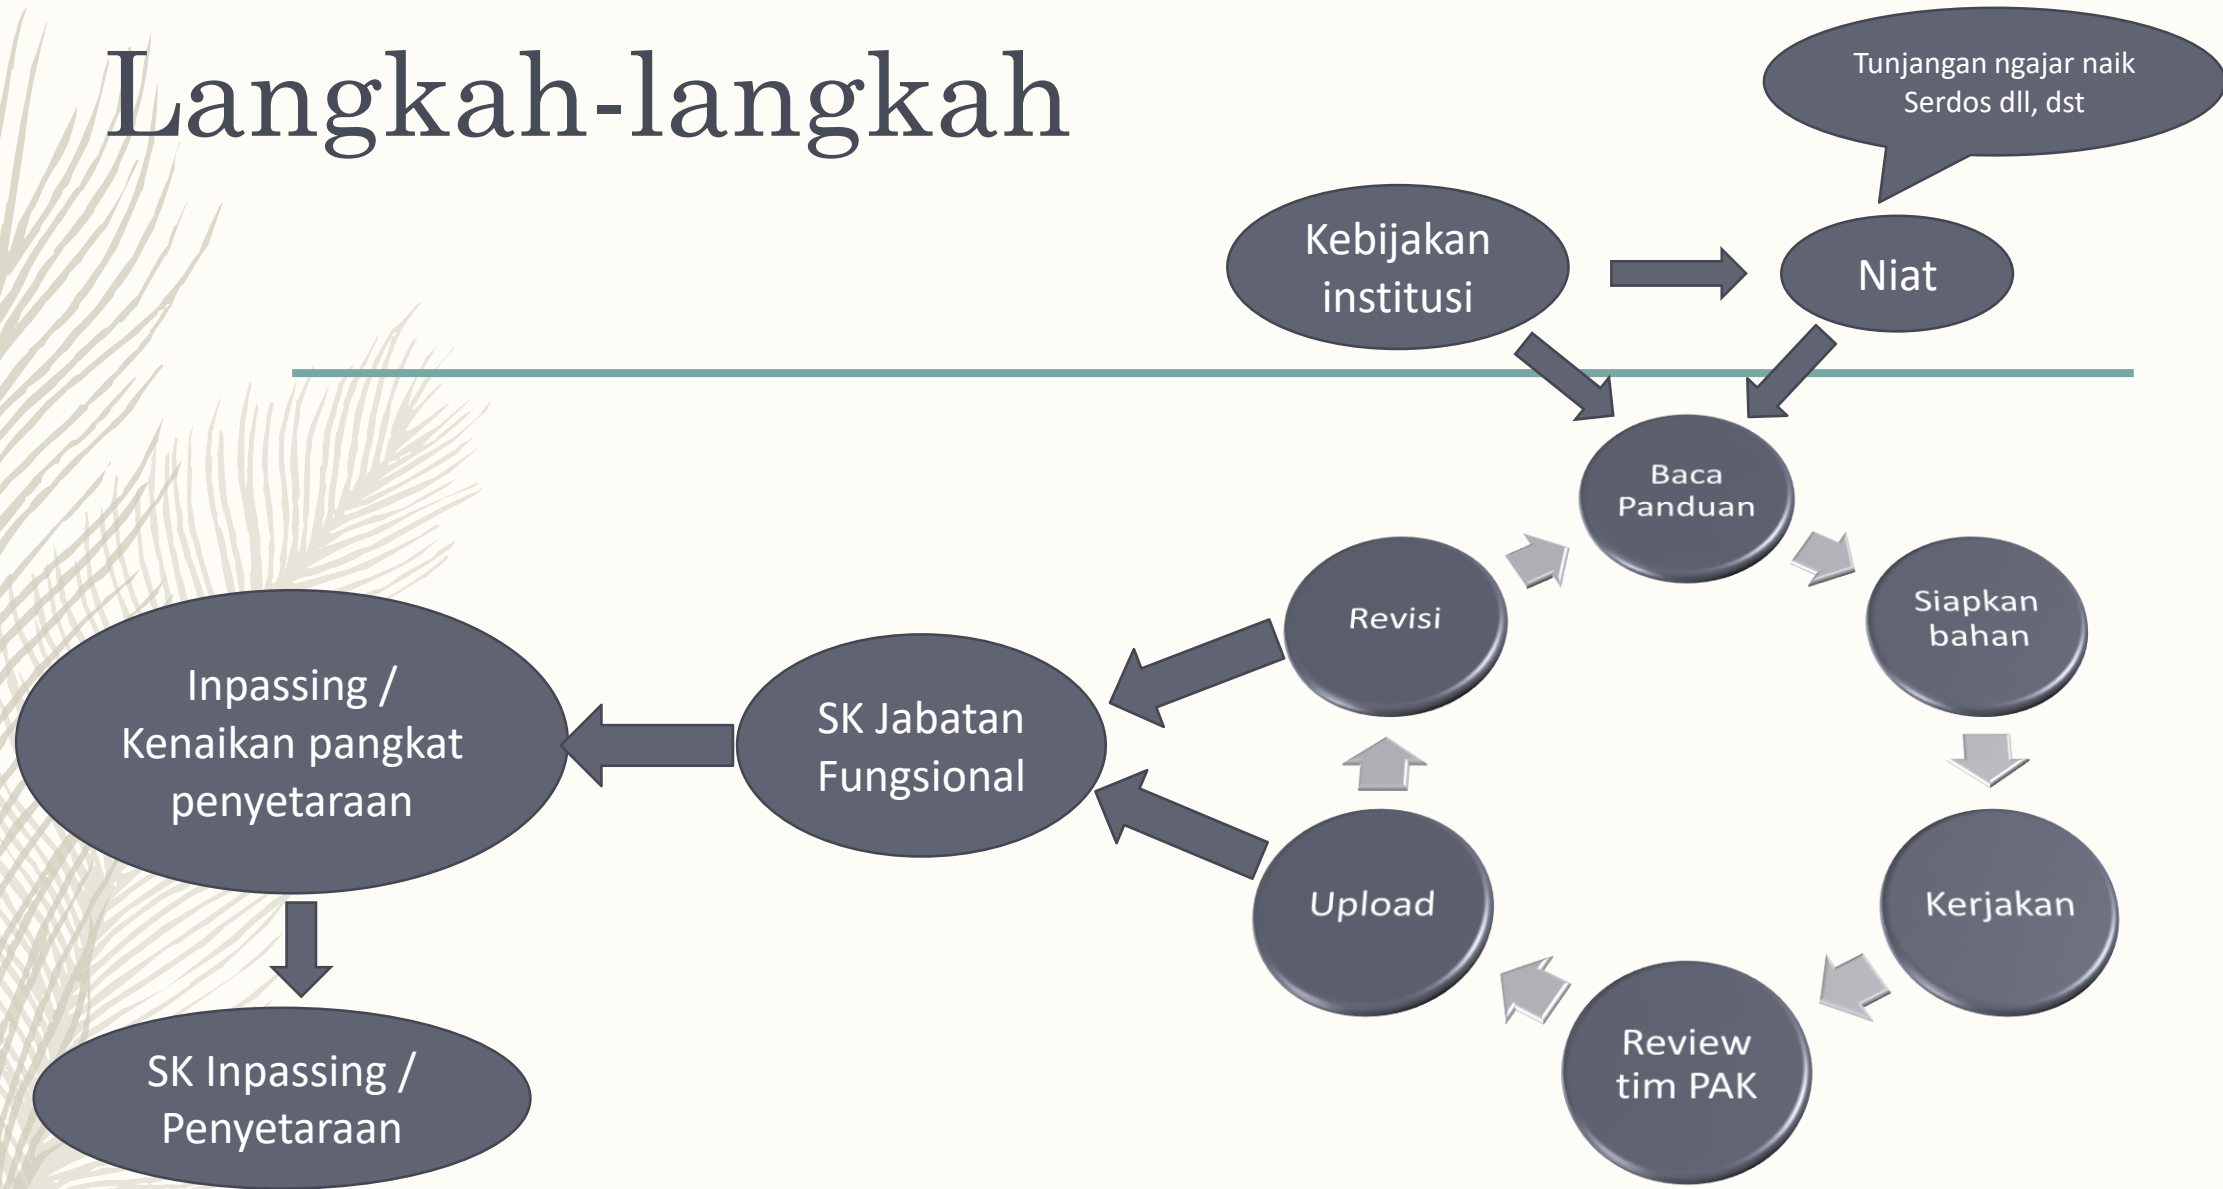 Langkah-langkah
Tunjangan ngajar naik
Serdos dll, dst
Kebijakan
institusi
Niat
Baca
Panduan
Siapkan
bahan
Kerjakan
Review
tim PAK
Upload
Revisi
SK Jabatan
Fungsional
Inpassing /
Kenaikan pangkat
penyetaraan
SK Inpassing /
Penyetaraan